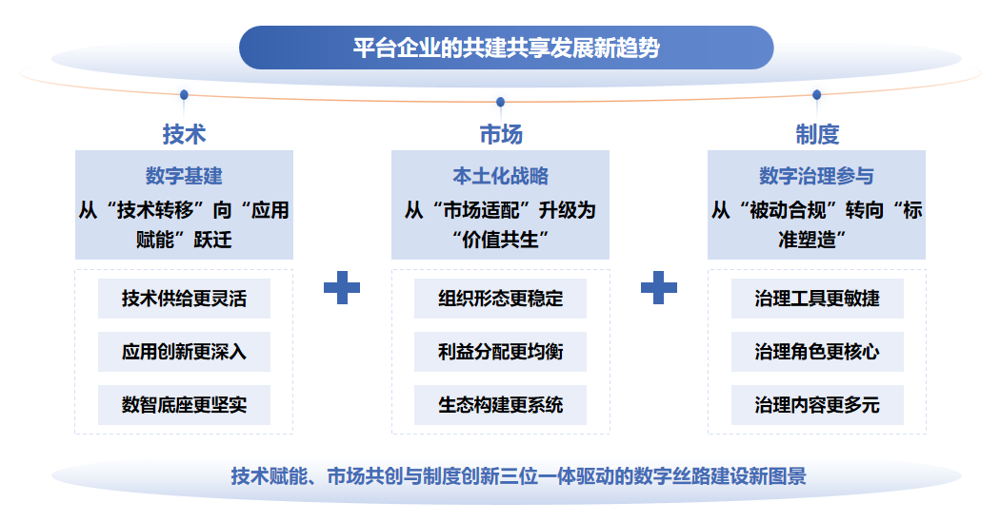 平台企业的共建共享发展新趋势
技术
数字基建
从“技术转移”向“应用
赋能”跃迁
技术供给更灵活
应用创新更深入
数智底座更坚实
市场
本土化战略
从“市场适配”升级为
“价值共生”
组织形态更稳定
利益分配更均衡
生态构建更系统
制度
数字治理参与
从“被动合规”转向“标
准塑造”
治理工具更敏捷
治理角色更核心
治理内容更多元
技术赋能、市场共创与制度创新三位一体驱动的数字丝路建设新图景